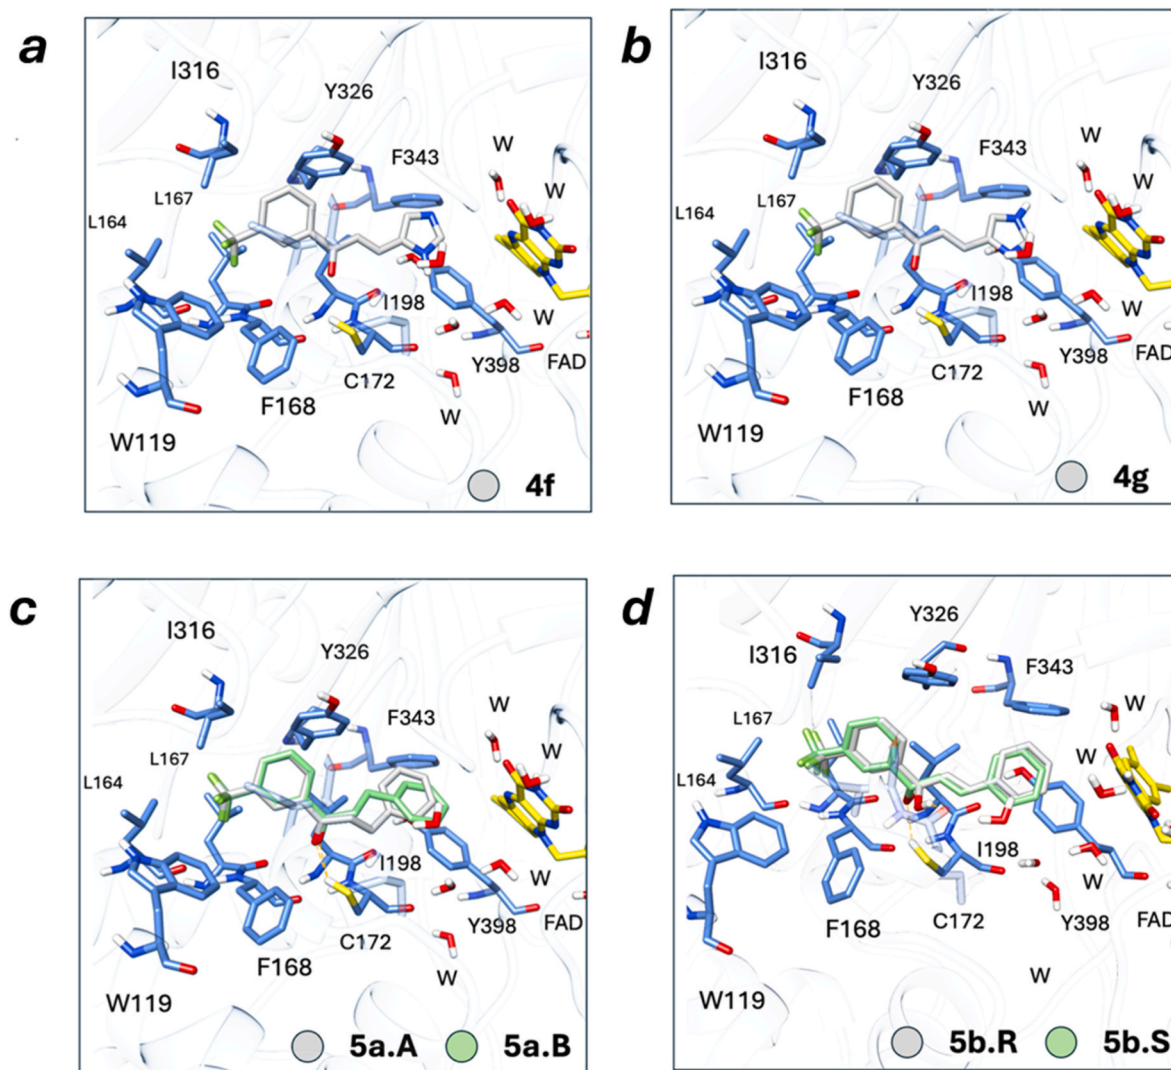 a
I316
Y326
F343
W
W
L167
L164
I198
W
Y398
FAD
C172
F168
W
W119
4f
b
I316
Y326
F343
W
W
L167
L164
I198
W
Y398
FAD
C172
F168
W
W119
4g
c
I316
Y326
F343
W
W
L167
L164
I198
W
Y398
FAD
C172
F168
W
W119
5a.A 5a.B
d
Y326
I316
F343
W
L167
W
L164
I198
W
F168
C172
Y398
FAD
W
W119
5b.R 5b.S